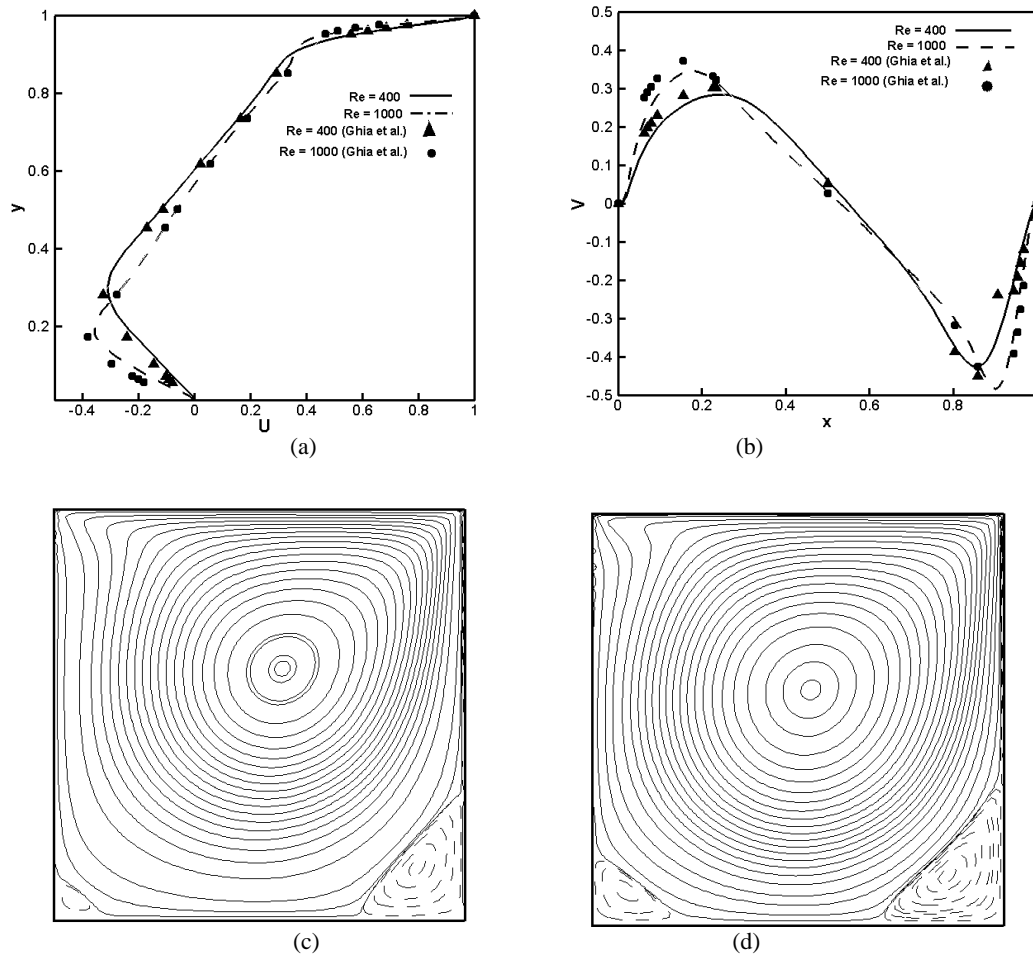 1
0.8
0.6
0.4
0.2
y
-0.4 -0.2 0 0.2 0.4 0.6 0.8 1
U
Re = 400
Re = 1000
Re = 400 (Ghia et al.)
Re = 1000 (Ghia et al.)
(a)
0.5
0.4
0.3
0.2
0.1
0
-0.1
-0.2
-0.3
-0.4
-0.5
V
0 0.2 0.4 0.6 0.8
x
Re = 400
Re = 1000
Re = 400 (Ghia et al.)
Re = 1000 (Ghia et al.)
(b)
(c)
(d)